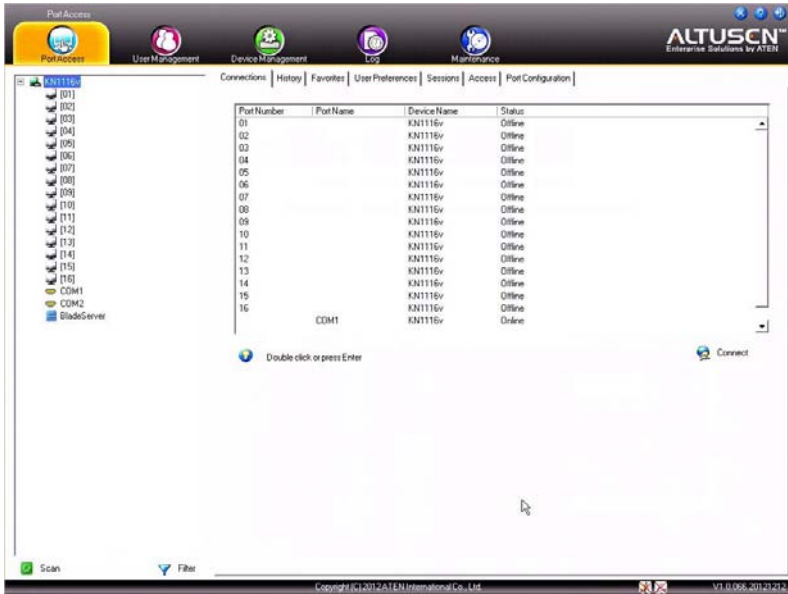 Port Access
Port Access
User Management
Device Management
Log
Maintenance
ALTUSEN™
Enterprise Solutions by ATEN
KN1116v
[01]
[02]
[03]
[04]
[05]
[06]
[07]
[08]
[09]
[10]
[11]
[12]
[13]
[14]
[15]
[16]
COM1
COM2
BladeServer
Connections History Favorites User Preferences Sessions Access Port Configuration
Port Number Port Name Device Name Status
01 KN1116v Offline
02 KN1116v Offline
03 KN1116v Offline
04 KN1116v Offline
05 KN1116v Offline
06 KN1116v Offline
07 KN1116v Offline
08 KN1116v Offline
09 KN1116v Offline
10 KN1116v Offline
11 KN1116v Offline
12 KN1116v Offline
13 KN1116v Offline
14 KN1116v Offline
15 KN1116v Offline
16 KN1116v Offline
COM1 KN1116v Online
Double click or press Enter
Connect
Scan
Filter
Copyright (C) 2012 ATEN International Co., Ltd.
V1.0.066.20121212